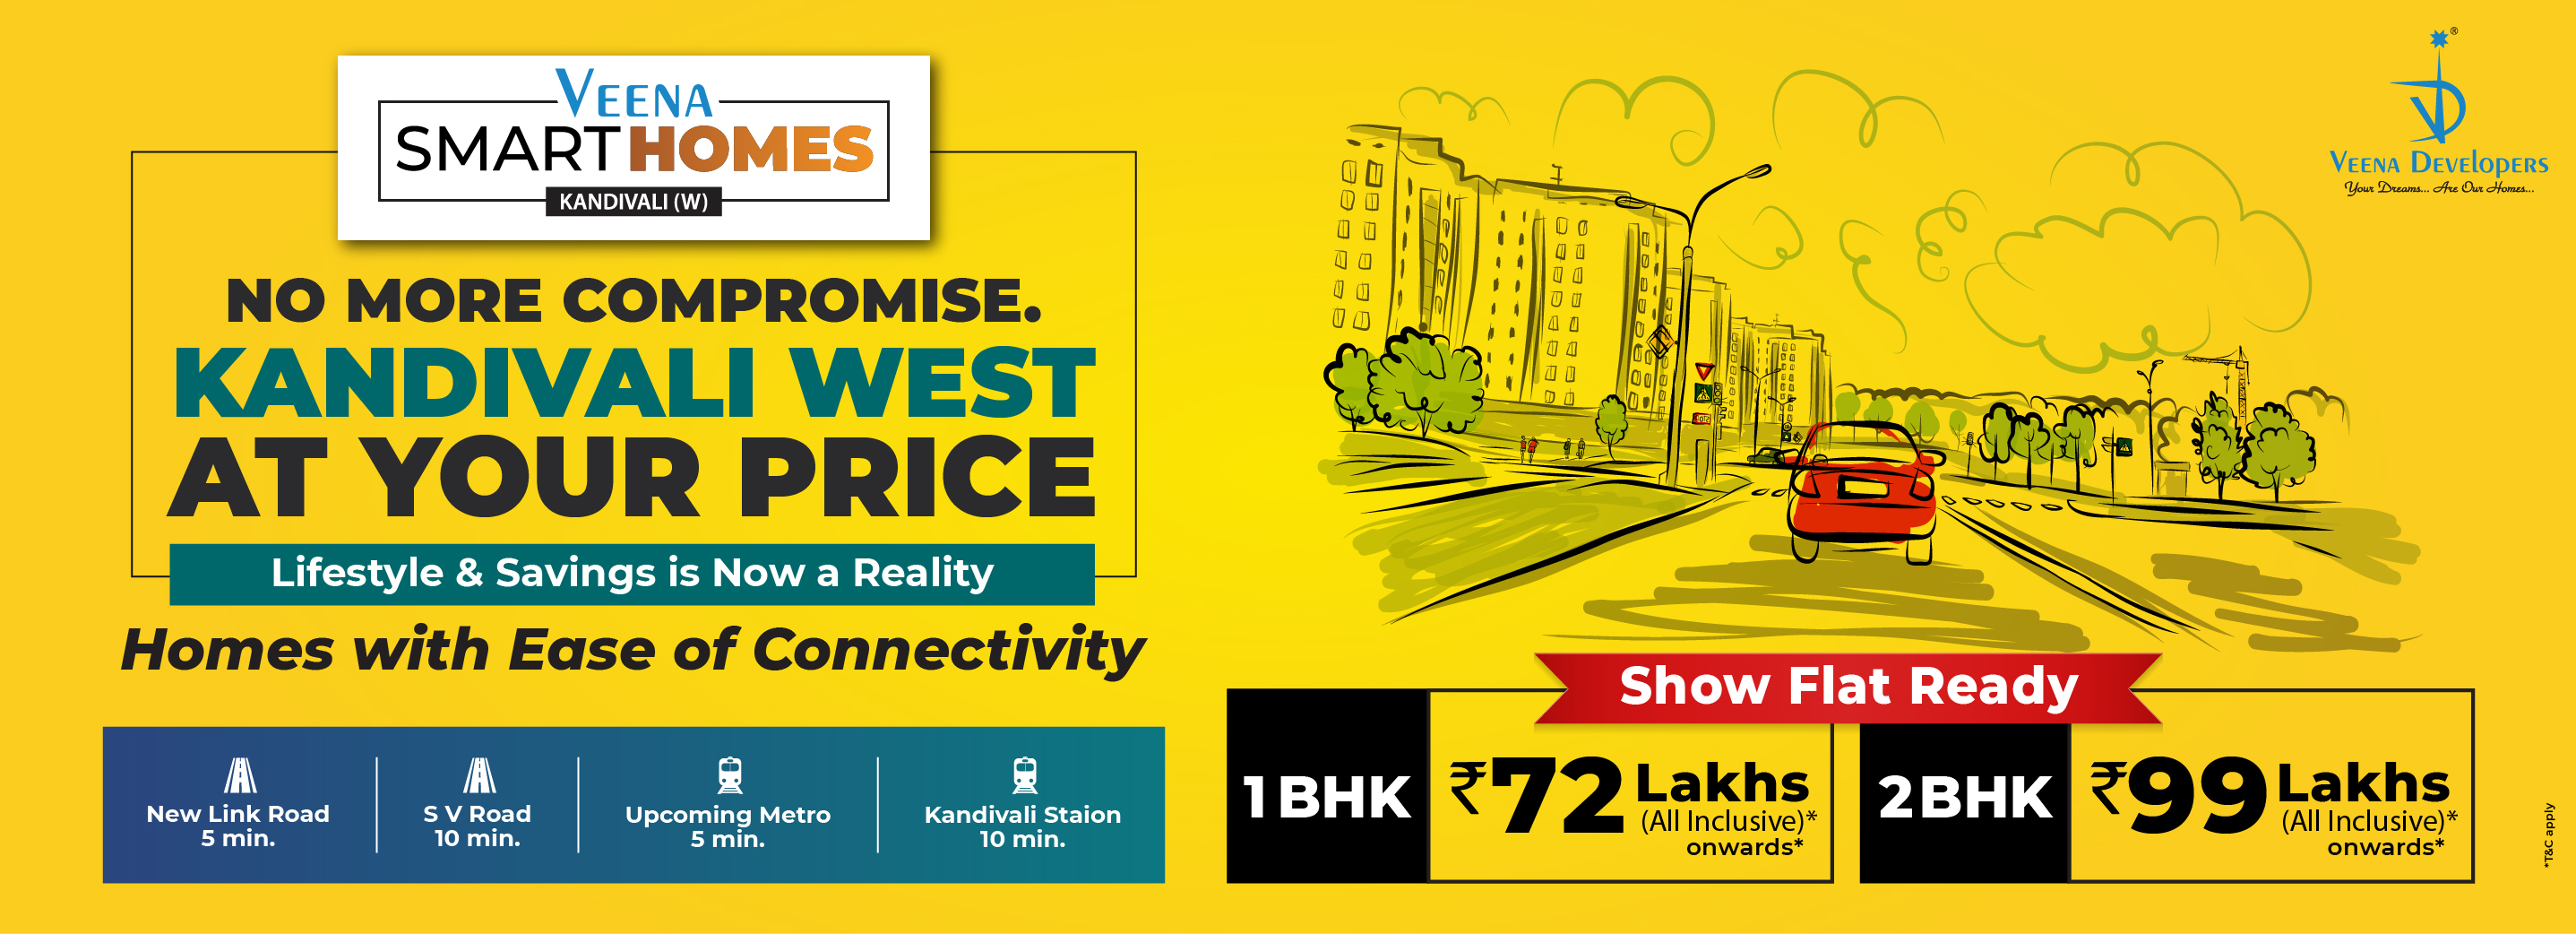 VEENA
SMARTHOMES
KANDIVALI (W)
NO MORE COMPROMISE.
KANDIVALI WEST
AT YOUR PRICE
Lifestyle & Savings is Now a Reality
Homes with Ease of Connectivity
New Link Road
5 min.
S V Road
10 min.
Upcoming Metro
5 min.
Kandivali Staion
10 min.
®
VEENA DEVELOPERS
Your Dreams... Are Our Homes...
Show Flat Ready
1 BHK
₹72 Lakhs
(All Inclusive)*
onwards*
2 BHK
₹99 Lakhs
(All Inclusive)*
onwards*
*T&C apply